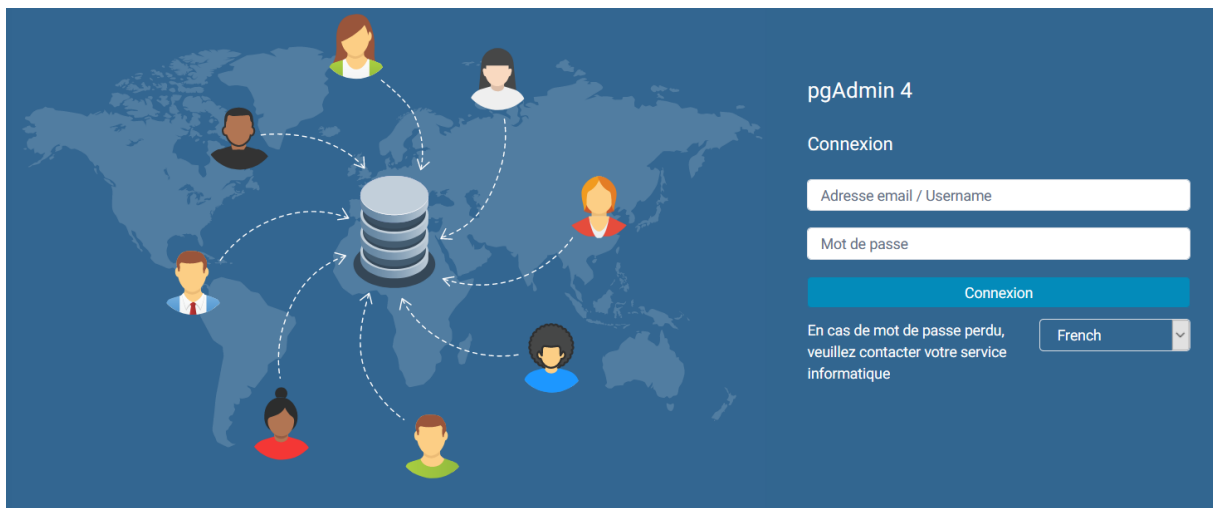 pgAdmin 4
Connexion
Adresse email / Username
Mot de passe
Connexion
En cas de mot de passe perdu,
veuillez contacter votre service
informatique
French